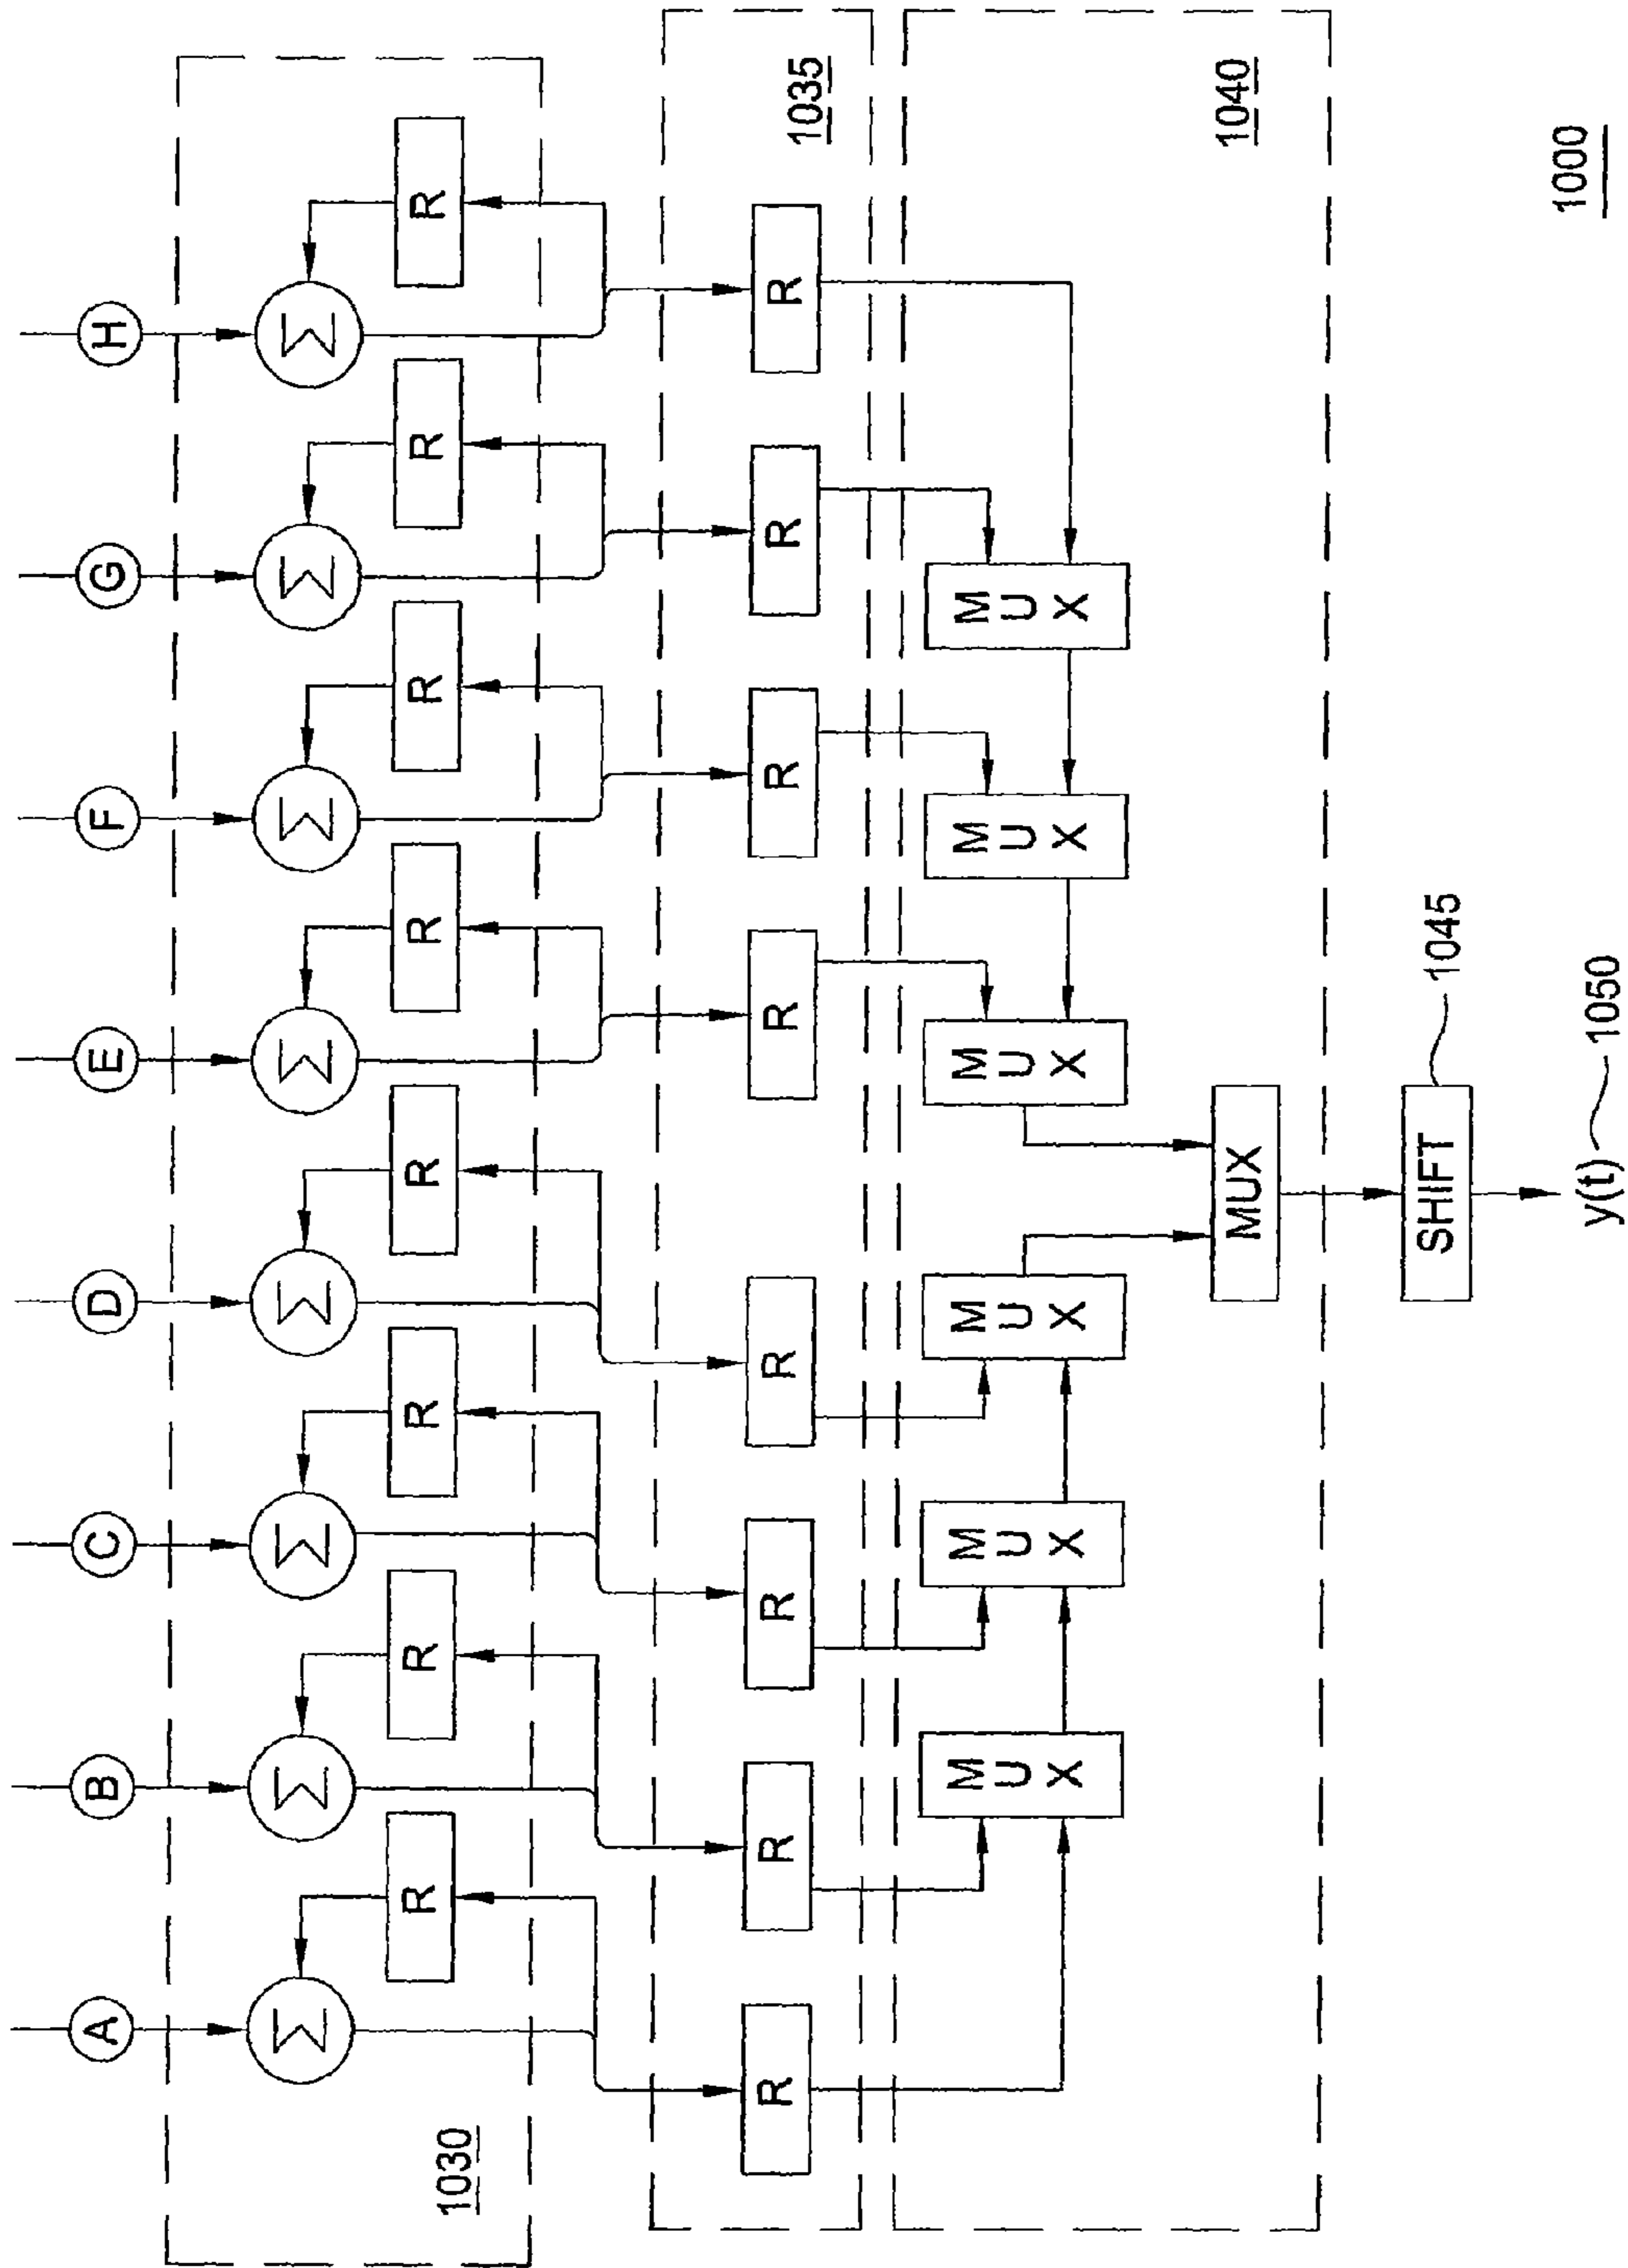 A
B
C
D
E
F
G
H
Σ
Σ
Σ
Σ
Σ
Σ
Σ
Σ
R
R
R
R
R
R
R
R
1030
R
R
R
R
R
R
R
R
1035
MUX
MUX
MUX
MUX
MUX
MUX
MUX
1040
SHIFT
1045
y(t)
1050
1000